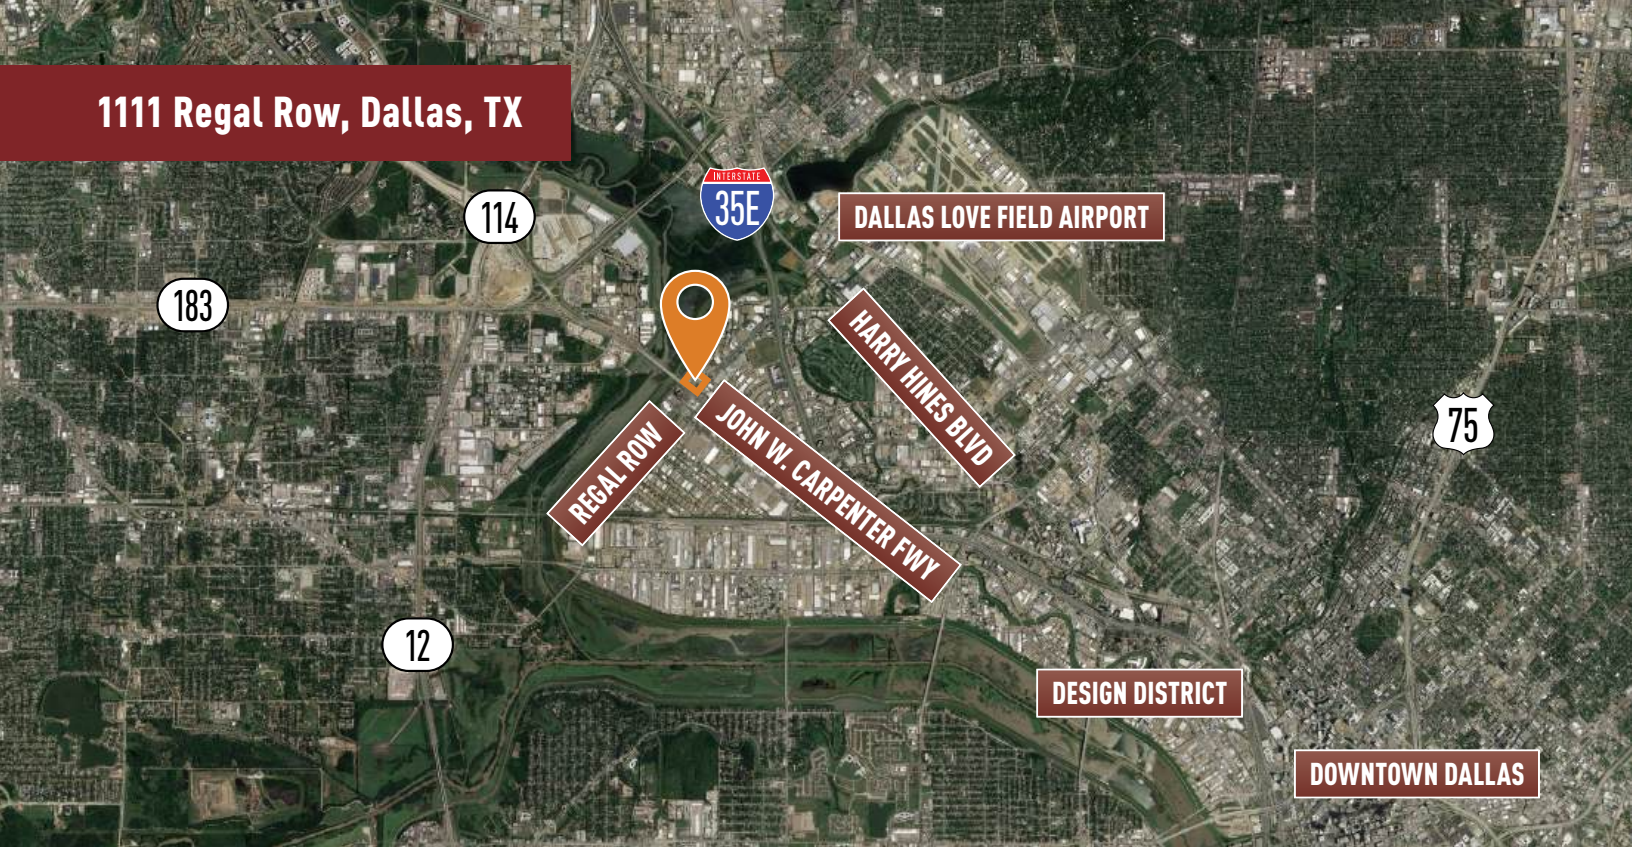 1111 Regal Row, Dallas, TX
114
INTERSTATE
35E
DALLAS LOVE FIELD AIRPORT
183
HARRY HINES BLVD
JOHN W. CARPENTER FWY
REGAL ROW
75
12
DESIGN DISTRICT
DOWNTOWN DALLAS